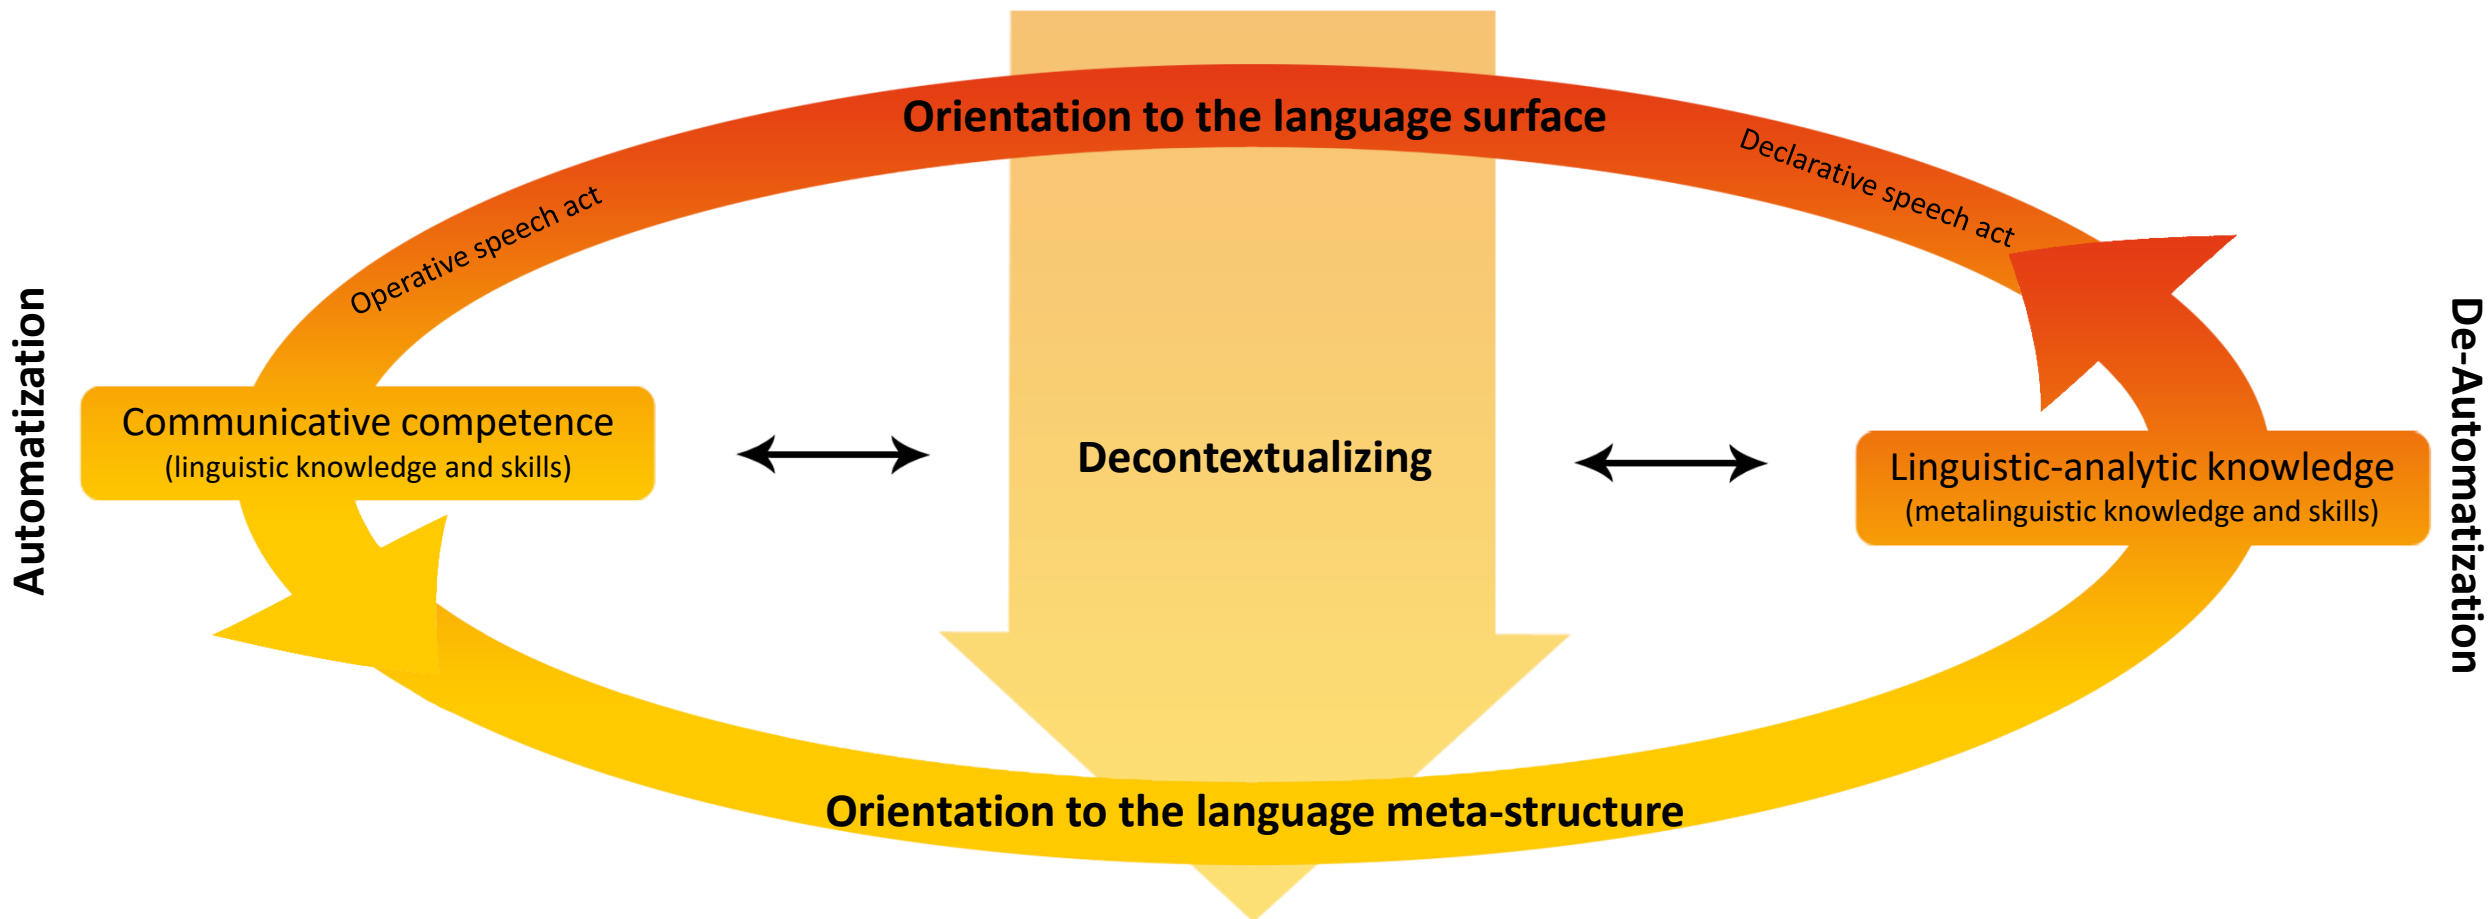 Orientation to the language surface
Operative speech act
Declarative speech act
Automatization
Communicative competence
(linguistic knowledge and skills)
Decontextualizing
Linguistic-analytic knowledge
(metalinguistic knowledge and skills)
De-Automatization
Orientation to the language meta-structure